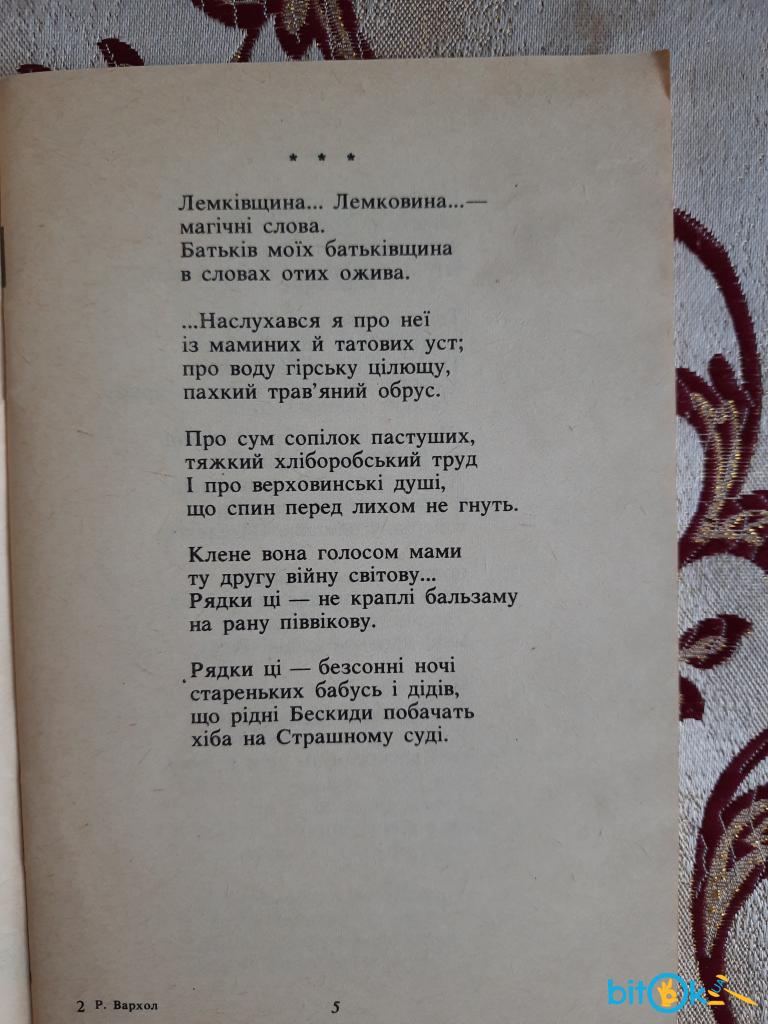 * * *
Лемківщина... Лемковина...—
магічні слова.
Батьків моїх батьківщина
в словах отих ожива.
...Наслухався я про неї
із маминих й татових уст;
про воду гірську цілющу,
пахкий трав’яний обрус.
Про сум сопілок пастуших,
тяжкий хліборобський труд
І про верховинські душі,
що спин перед лихом не гнуть.
Клене вона голосом мами
ту другу війну світову...
Рядки ці — не краплі бальзаму
на рану піввікову.
Рядки ці — безсонні ночі
стареньких бабусь і дідів,
що рідні Бескиди побачать
хіба на Страшному суді.
2 Р. Вархол
5
bitOk.ua